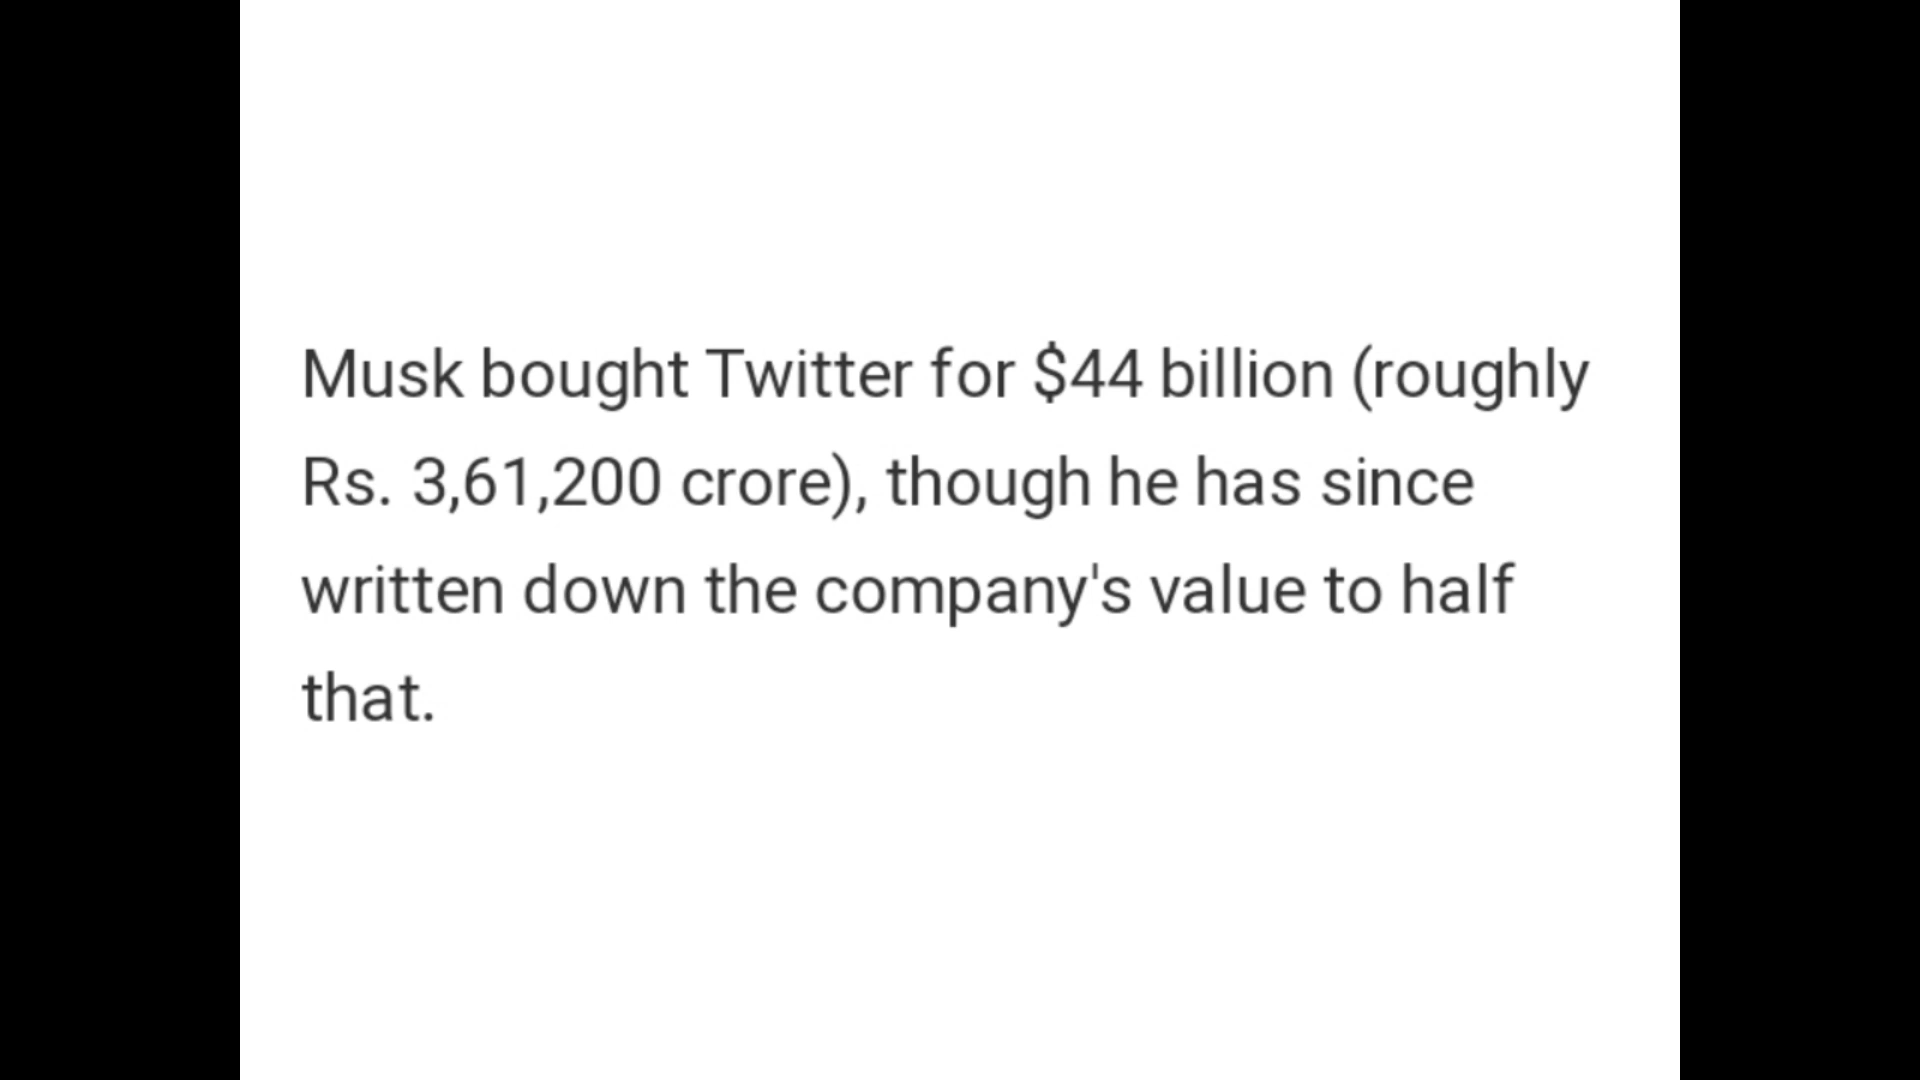 Musk bought Twitter for $44 billion (roughly
Rs. 3,61,200 crore), though he has since
written down the company's value to half
that.